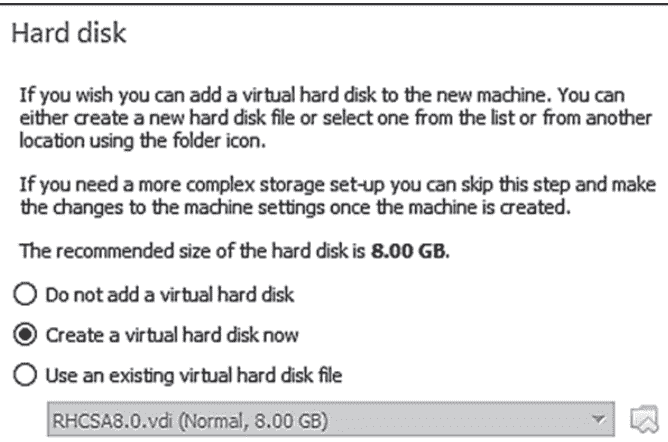 Hard disk
If you wish you can add a virtual hard disk to the new machine. You can
either create a new hard disk file or select one from the list or from another
location using the folder icon.
If you need a more complex storage set-up you can skip this step and make
the changes to the machine settings once the machine is created.
The recommended size of the hard disk is 8.00 GB.
Do not add a virtual hard disk
Create a virtual hard disk now
Use an existing virtual hard disk file
RHCSA8.0.vdi (Normal, 8.00 GB)